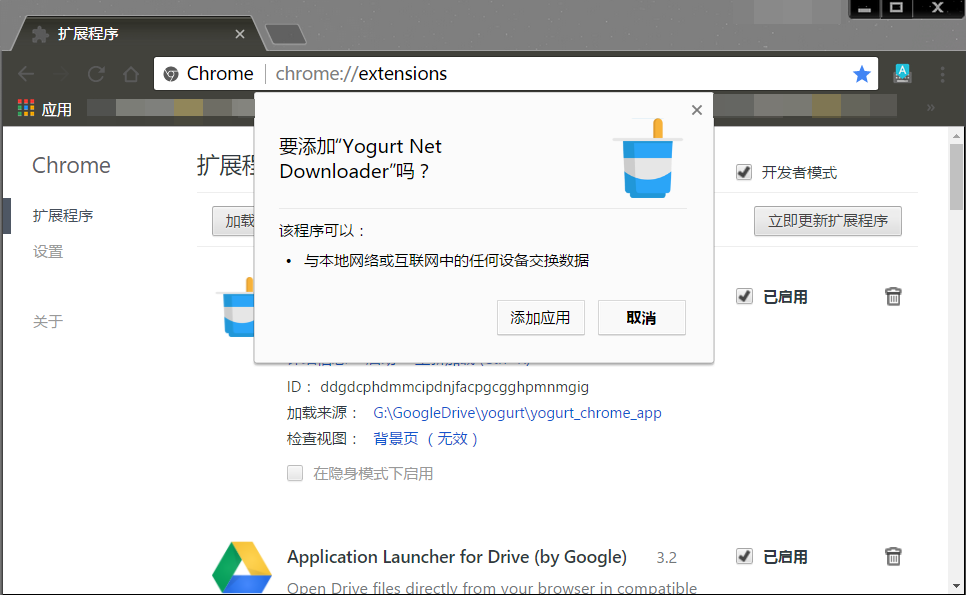 扩展程序
Chrome chrome://extensions
应用
Chrome
扩展程
开发者模式
扩展程序
加载
立即更新扩展程序
设置
关于
要添加“Yogurt Net
Downloader”吗？
该程序可以：
• 与本地网络或互联网中的任何设备交换数据
添加应用
取消
已启用
ID： ddgdcphdmmcipdnjfacpgcgghpmnmgig
加载来源： G:\GoogleDrive\yogurt\yogurt_chrome_app
检查视图： 背景页 （无效）
在隐身模式下启用
Application Launcher for Drive (by Google) 3.2
已启用
Open Drive files directly from your browser in compatible